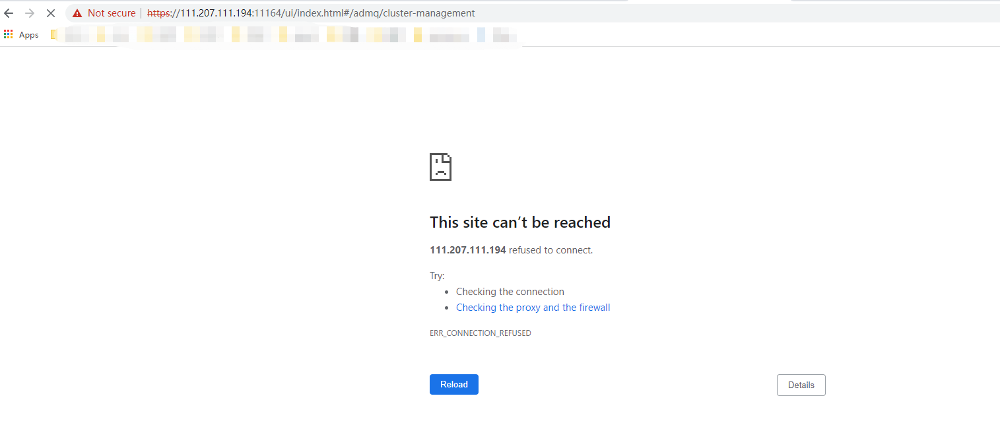 Not secure | https://111.207.111.194:11164/ui/index.html#/admq/cluster-management
Apps
This site can’t be reached
111.207.111.194 refused to connect.
Try:
• Checking the connection
• Checking the proxy and the firewall
ERR_CONNECTION_REFUSED
Reload
Details